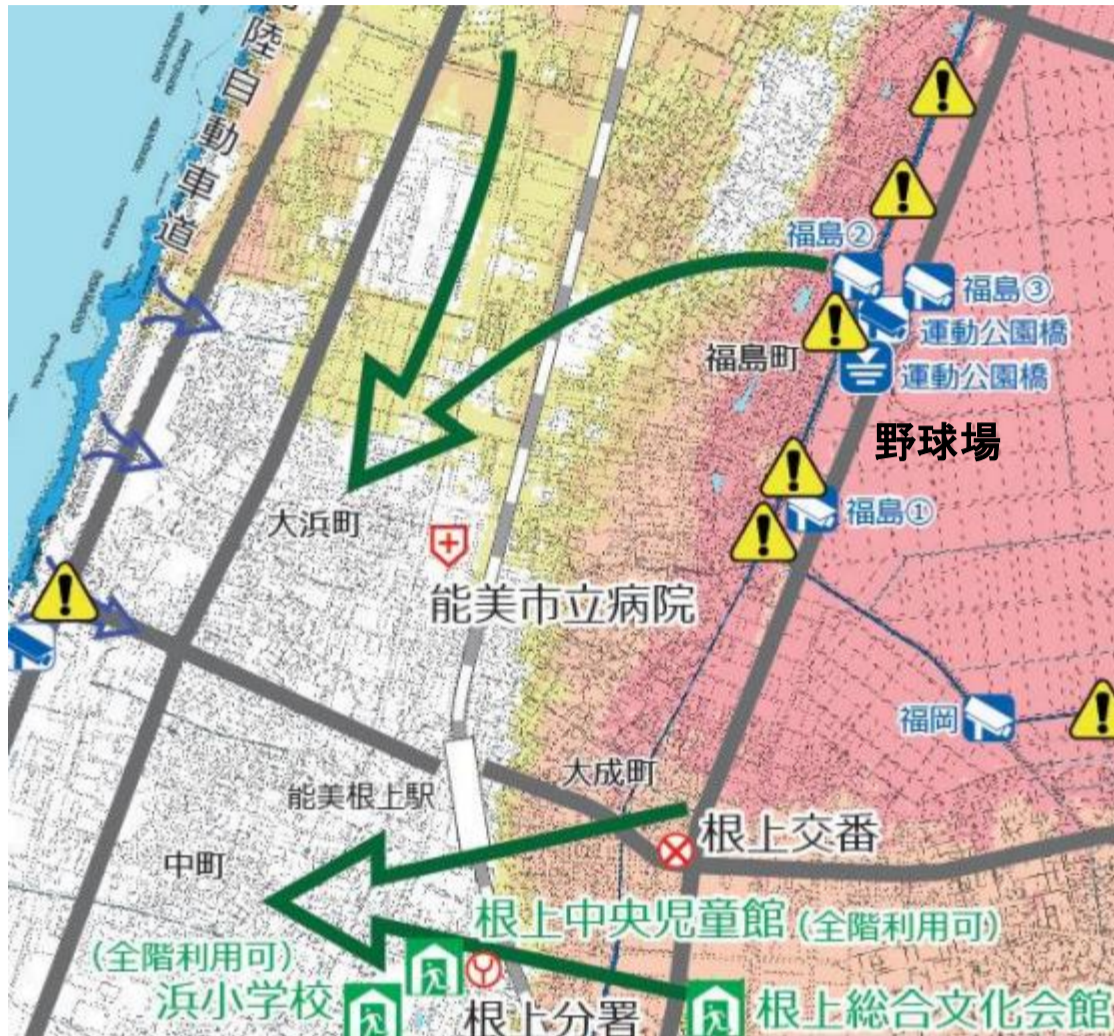 陸自動車道
福島②
福島③
運動公園橋
運動公園橋
福島町
野球場
福島①
大浜町
能美市立病院
福岡
大成町
能美根上駅
根上交番
中町
根上中央児童館 (全階利用可)
(全階利用可)
浜小学校
根上分署
根上総合文化会館